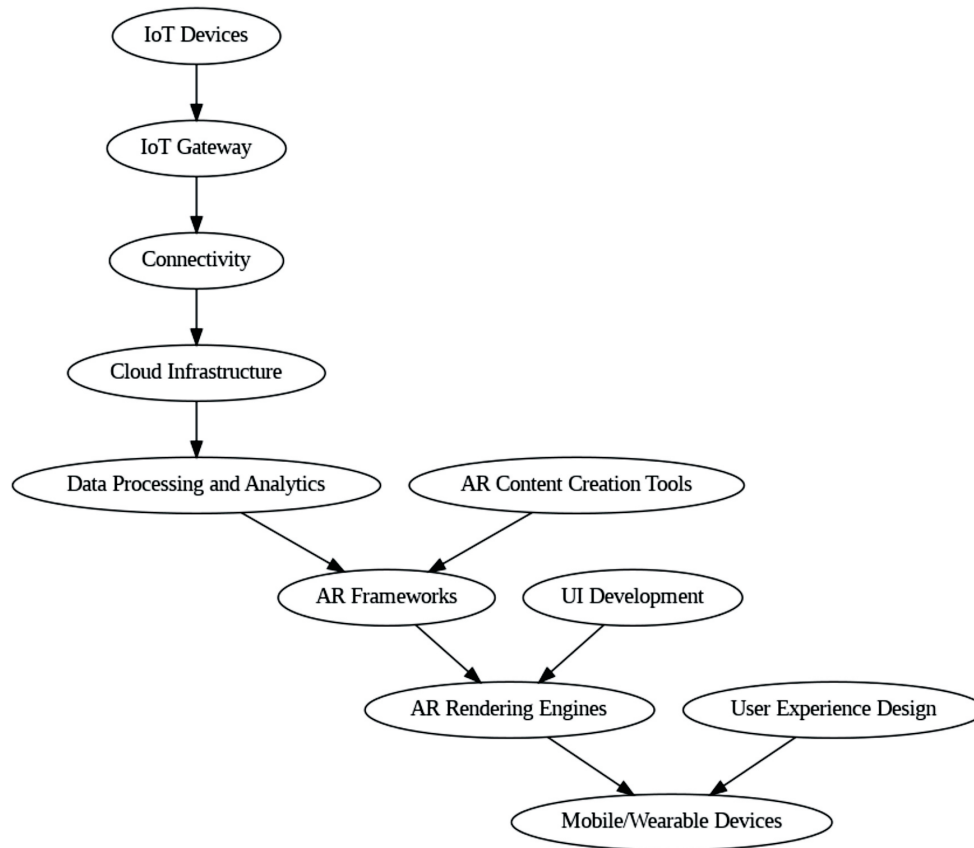 IoT Devices
IoT Gateway
Connectivity
Cloud Infrastructure
Data Processing and Analytics
AR Content Creation Tools
AR Frameworks
UI Development
AR Rendering Engines
User Experience Design
Mobile/Wearable Devices